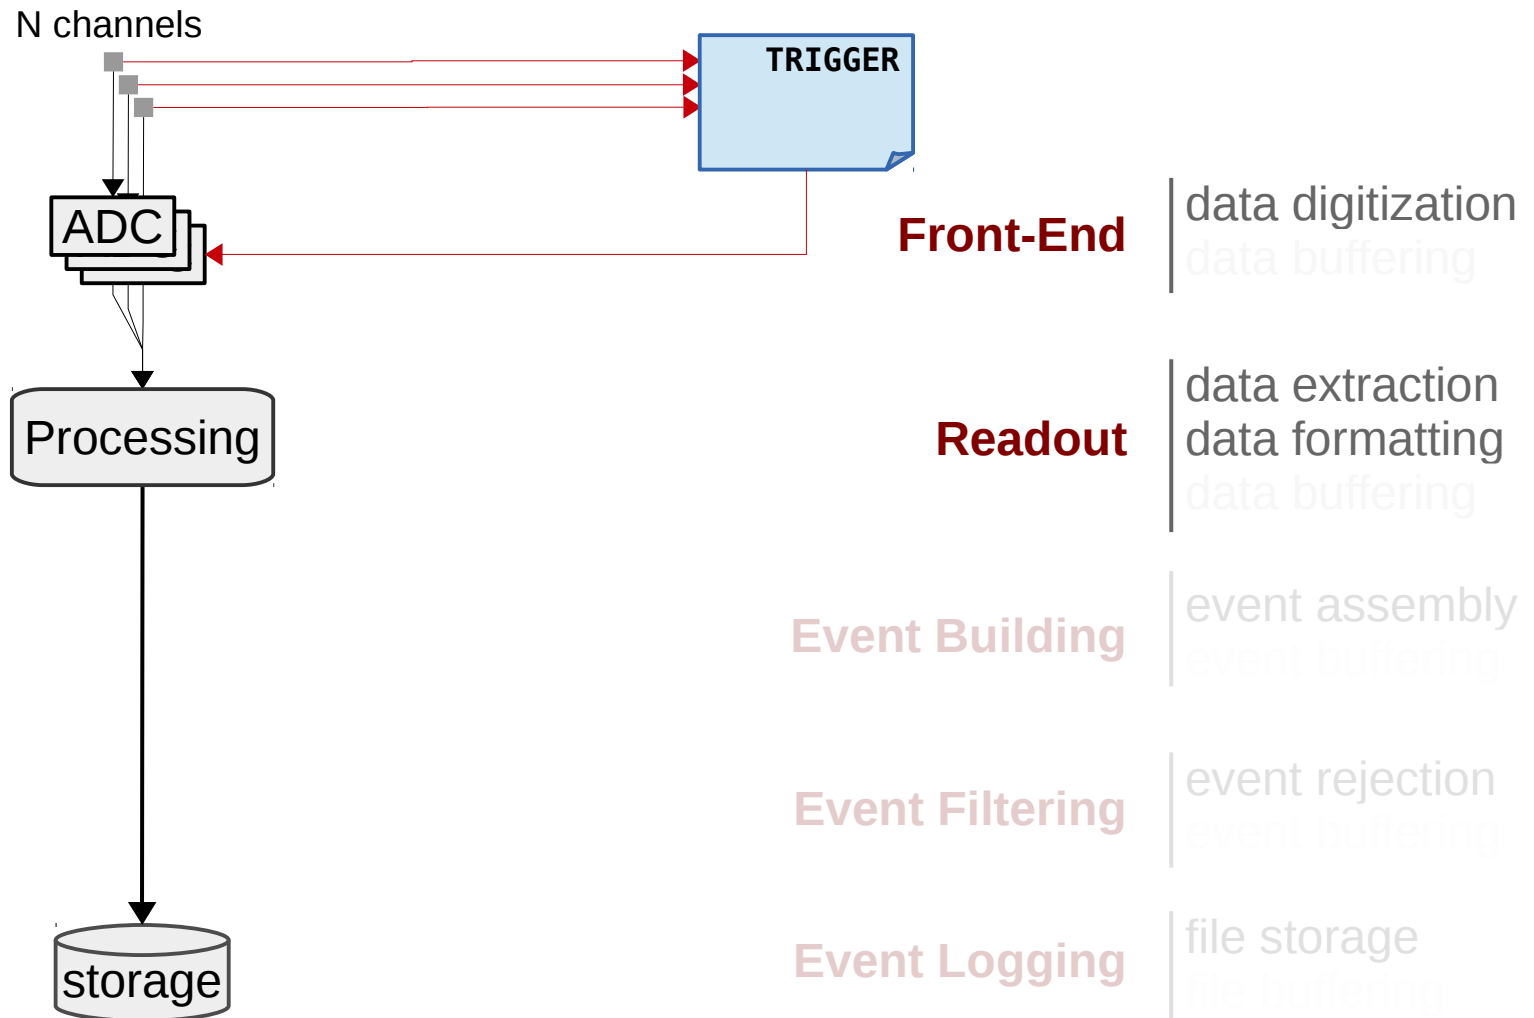 N channels
TRIGGER
ADC
Front-End
data digitization
data buffering
Processing
Readout
data extraction
data formatting
data buffering
Event Building
event assembly
event buffering
Event Filtering
event rejection
event buffering
Event Logging
file storage
file buffering
storage